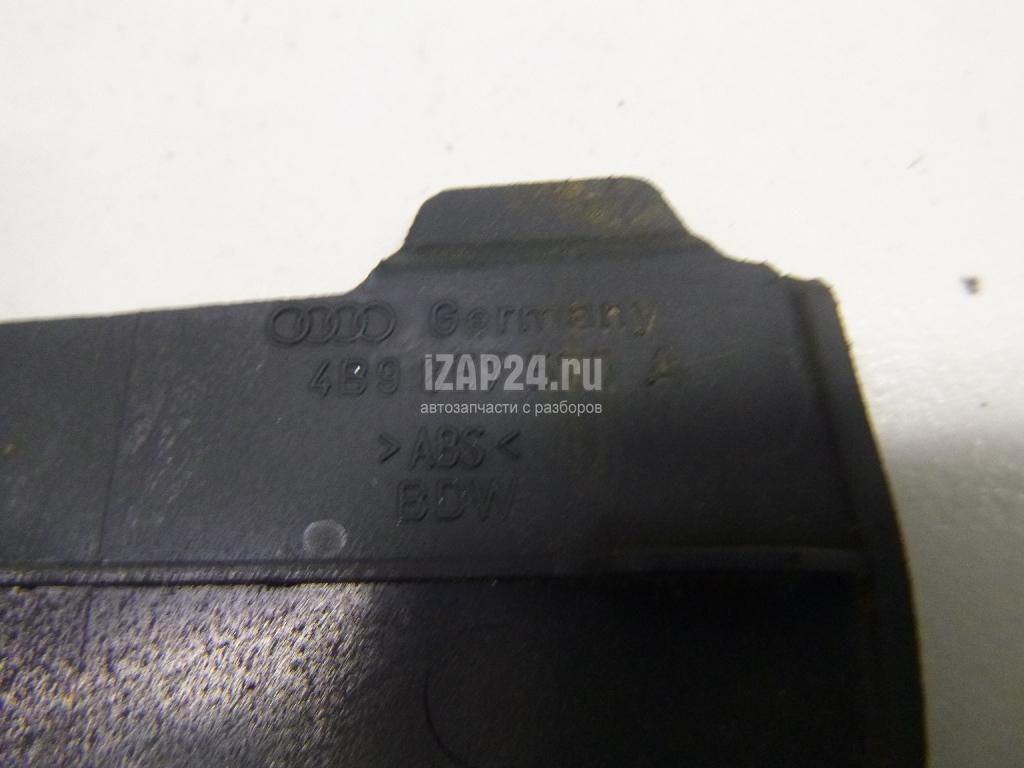 Germany
4B9 A
iZAP24.ru
автозапчасти с разборов
>ABS<
BDW